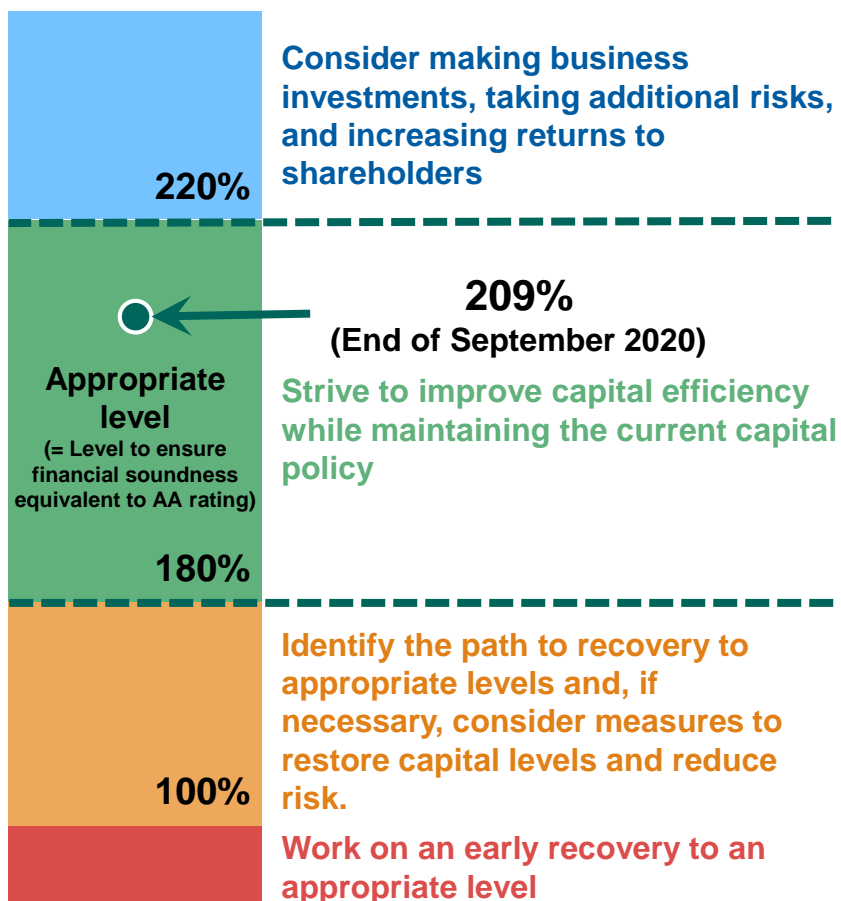 Consider making business
investments, taking additional risks,
and increasing returns to
shareholders
220%
209%
(End of September 2020)
Appropriate
level
(= Level to ensure
financial soundness
equivalent to AA rating)
Strive to improve capital efficiency
while maintaining the current capital
policy
180%
Identify the path to recovery to
appropriate levels and, if
necessary, consider measures to
restore capital levels and reduce
risk.
100%
Work on an early recovery to an
appropriate level